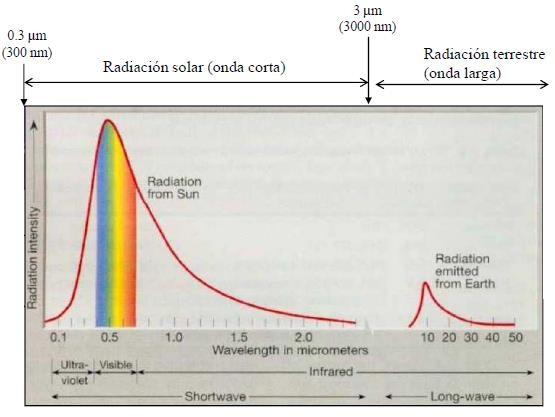 0.3 μm
(300 nm)
3 μm
(3000 nm)
Radiación solar (onda corta)
Radiación terrestre
(onda larga)
Radiation intensity
Radiation
from Sun
Radiation
emitted
from Earth
0.1 0.5 1.0 1.5 2.0 10 20 30 40 50
Wavelength in micrometers
Ultra-
violet
Visible
Infrared
Shortwave
Long-wave